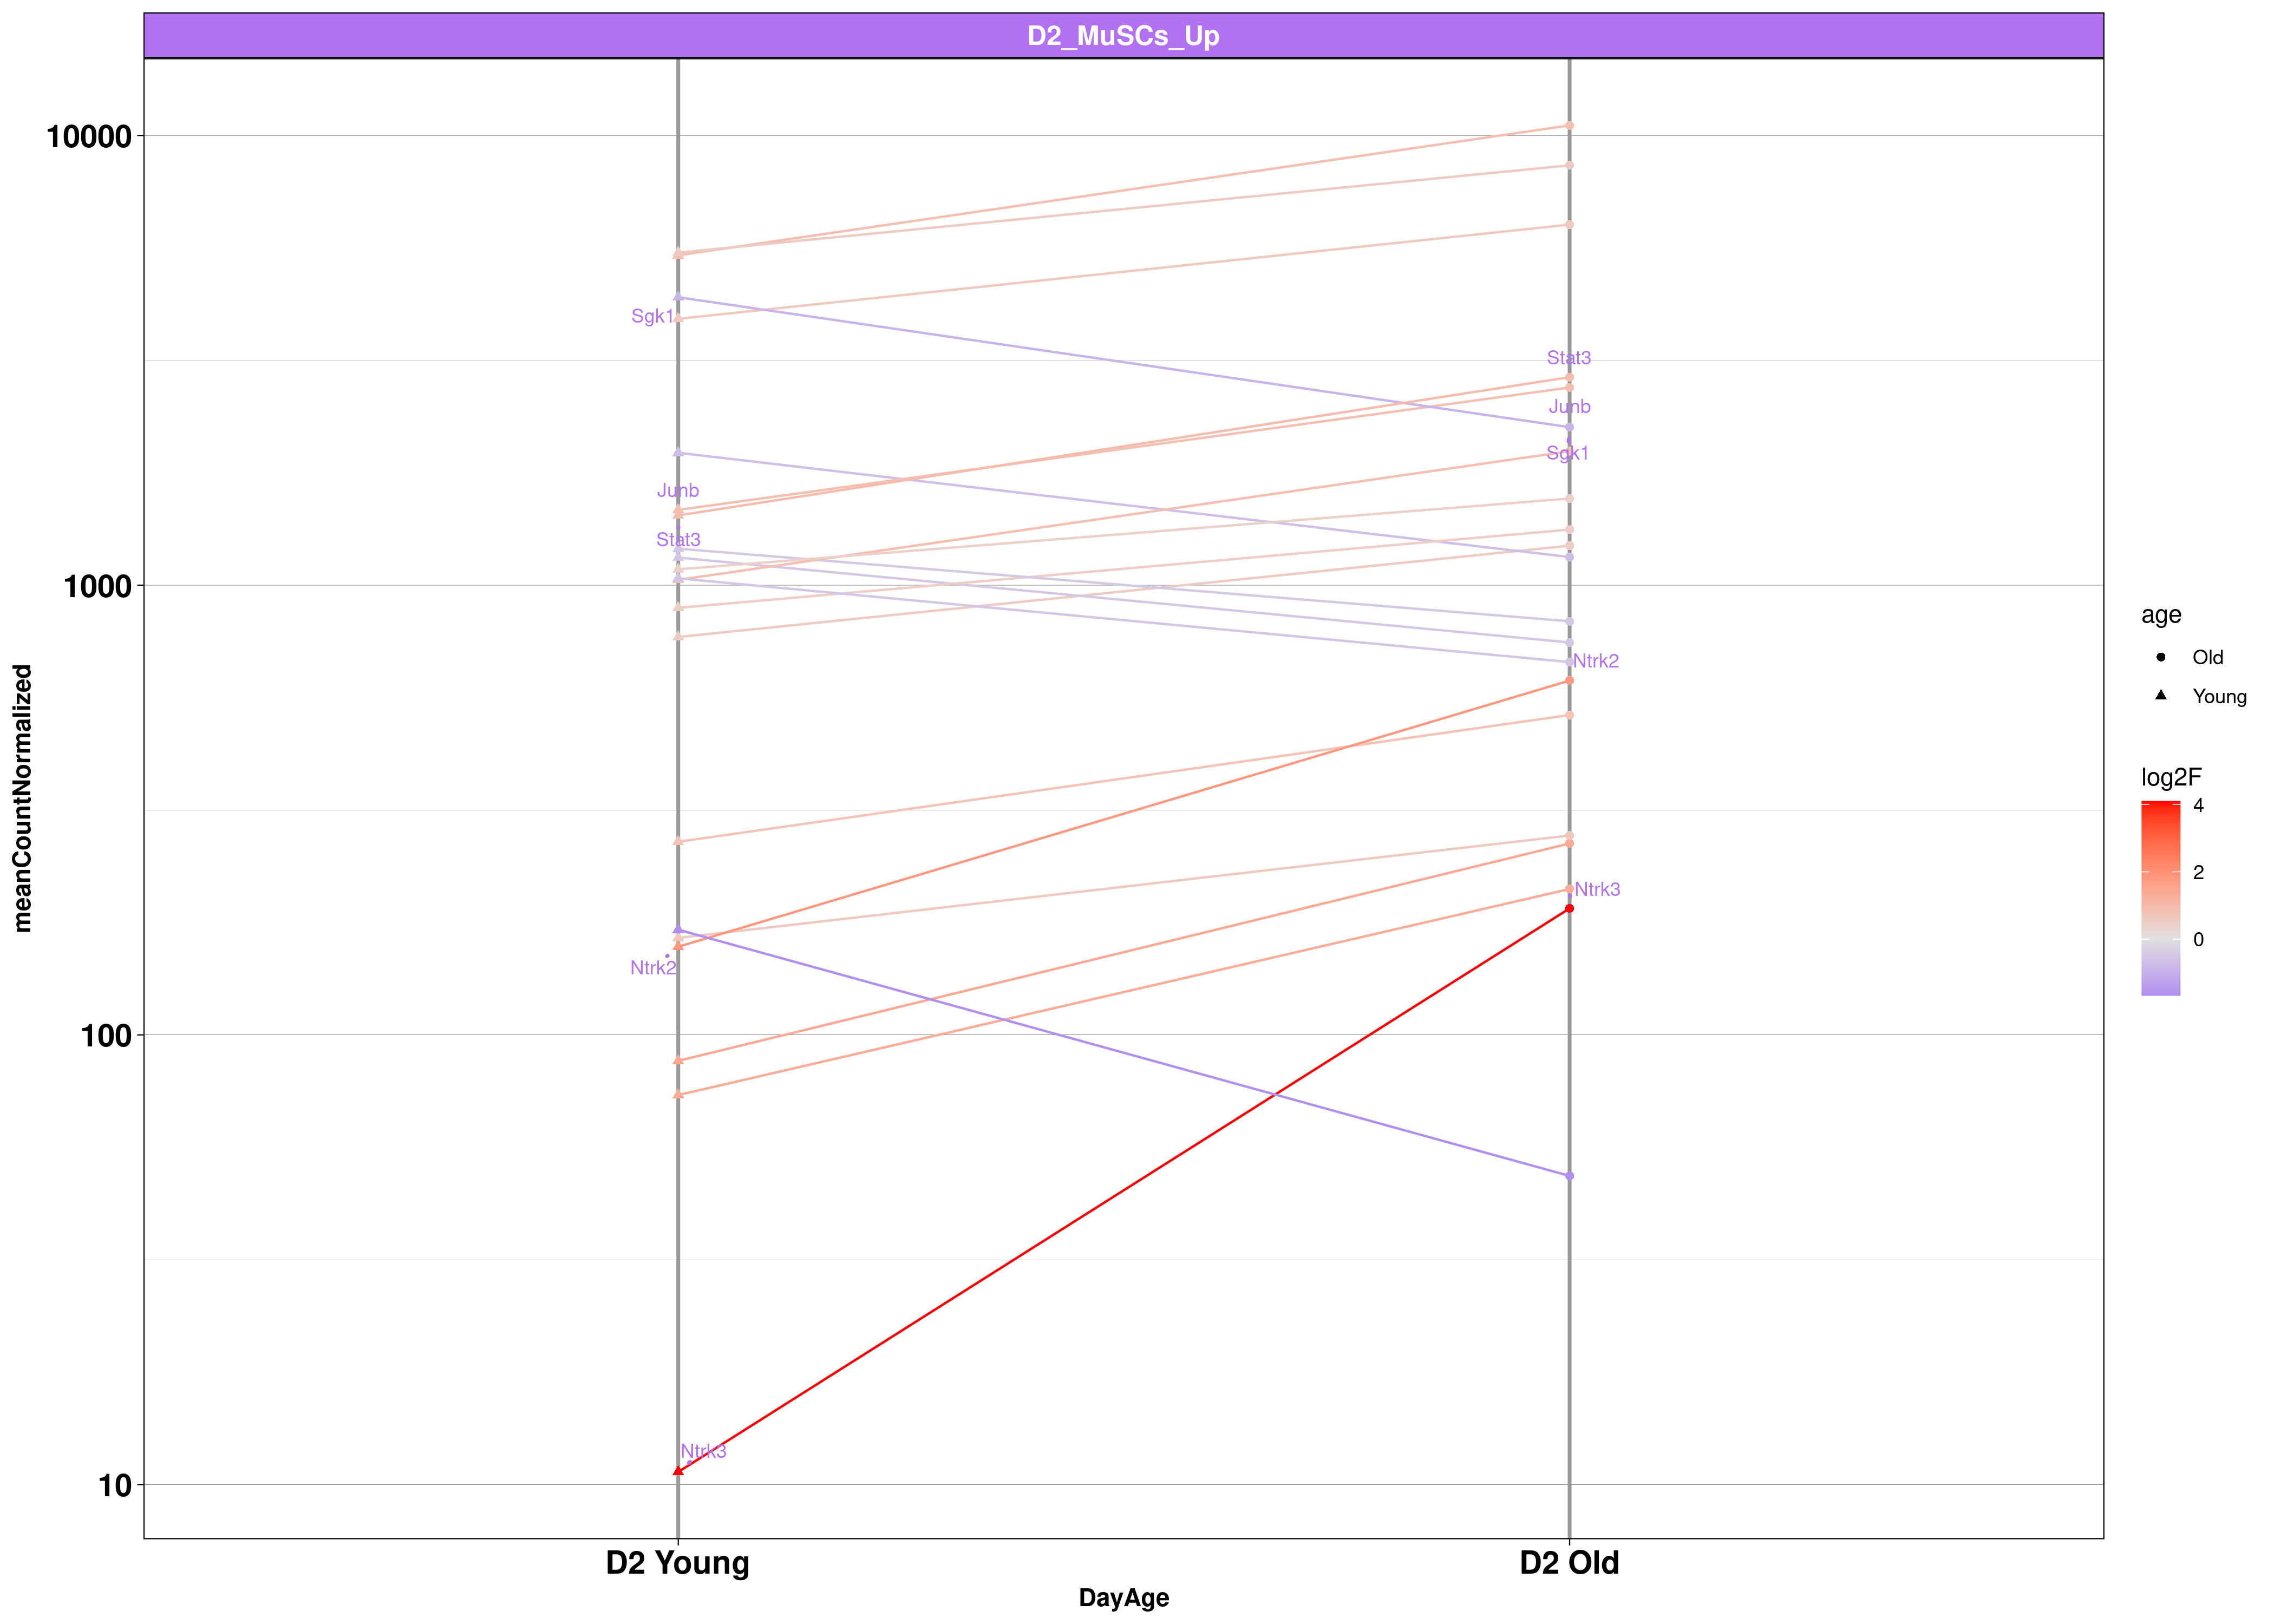 D2_MuSCs_Up
10000
1000
100
10
meanCountNormalized
Sgk1
Junb
Stat3
Ntrk2
Ntrk3
Stat3
Junb
Sgk1
Ntrk2
Ntrk3
D2 Young
D2 Old
DayAge
age
Old
Young
log2F
4
2
0